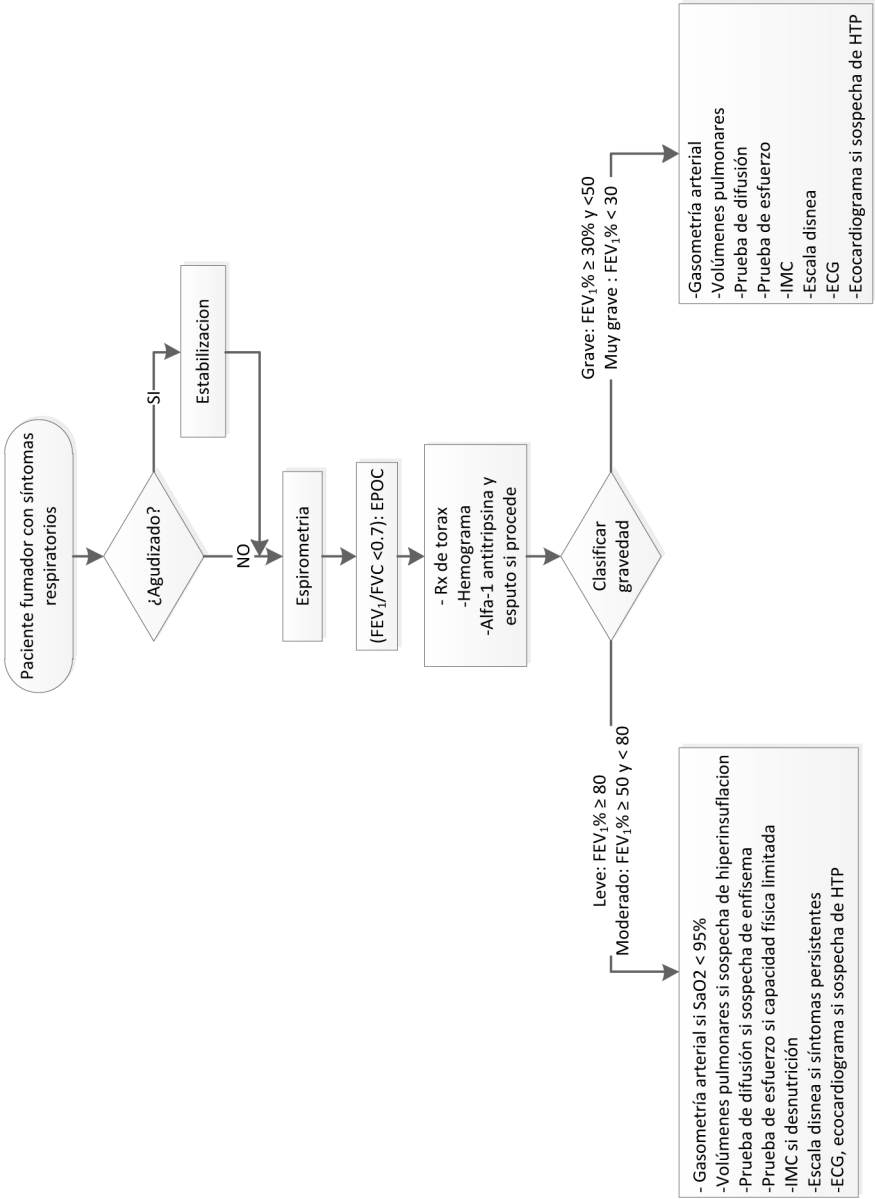 Paciente fumador con síntomas
respiratorios
¿Agudizado?
SI
Estabilizacion
NO
Espirometria
(FEV₁/FVC <0.7): EPOC
- Rx de torax
-Hemograma
-Alfa-1 antitripsina y
esputo si procede
Clasificar
gravedad
Leve: FEV₁% ≥ 80
Moderado: FEV₁% ≥ 50 y < 80
Grave: FEV₁% ≥ 30% y <50
Muy grave : FEV₁% < 30
- Gasometría arterial si SaO2 < 95%
-Volúmenes pulmonares si sospecha de hiperinsuflacion
-Prueba de difusión si sospecha de enfisema
-Prueba de esfuerzo si capacidad física limitada
-IMC si desnutrición
-Escala disnea si síntomas persistentes
-ECG, ecocardiograma si sospecha de HTP
-Gasometría arterial
-Volúmenes pulmonares
-Prueba de difusión
-Prueba de esfuerzo
-IMC
-Escala disnea
-ECG
-Ecocardiograma si sospecha de HTP